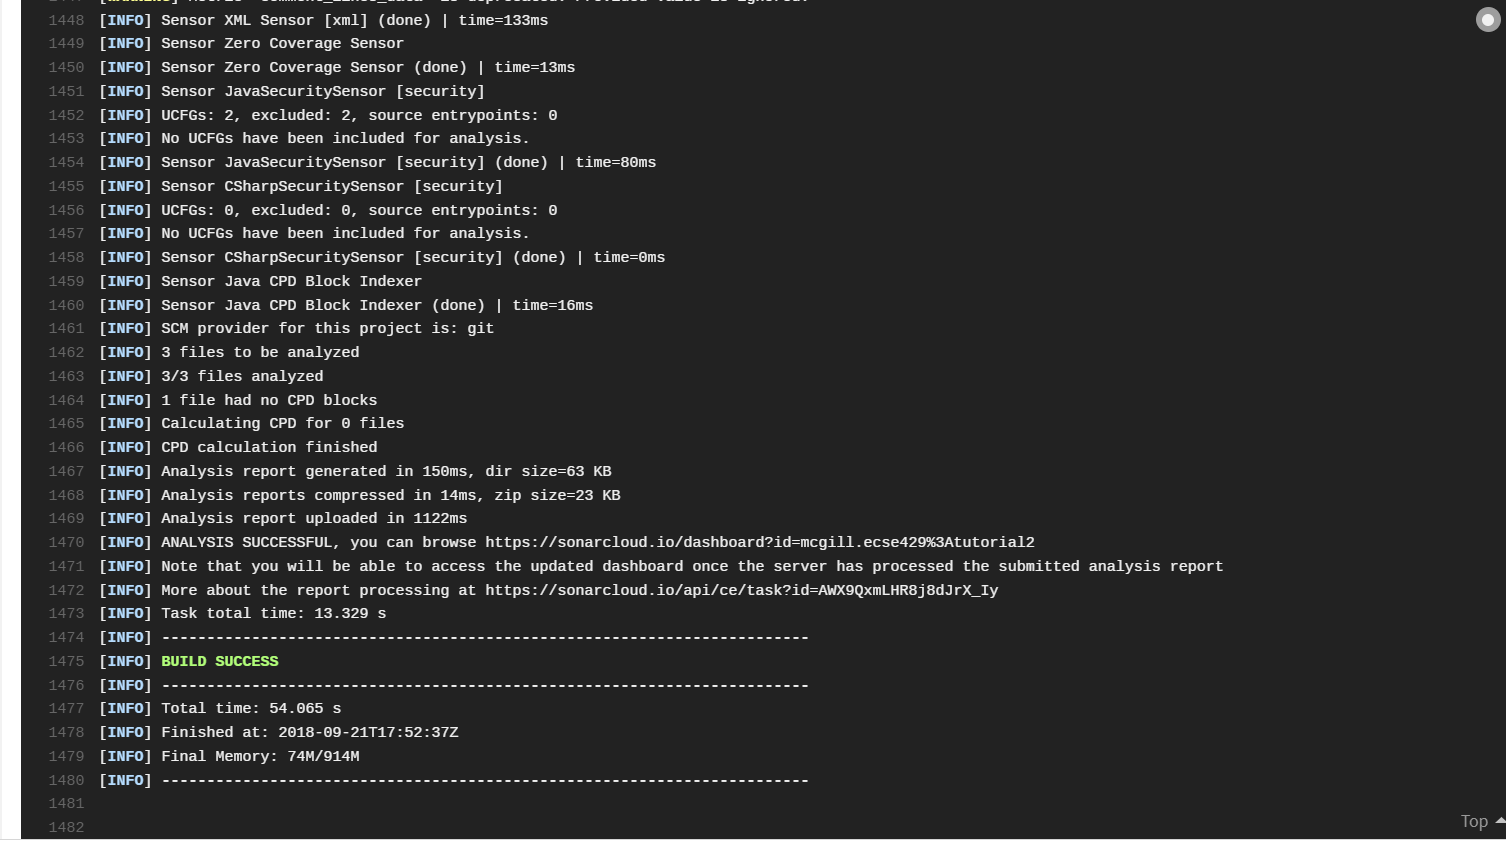 1448 [INFO] Sensor XML Sensor [xml] (done) | time=133ms
1449 [INFO] Sensor Zero Coverage Sensor
1450 [INFO] Sensor Zero Coverage Sensor (done) | time=13ms
1451 [INFO] Sensor JavaSecuritySensor [security]
1452 [INFO] UCFGs: 2, excluded: 2, source entrypoints: 0
1453 [INFO] No UCFGs have been included for analysis.
1454 [INFO] Sensor JavaSecuritySensor [security] (done) | time=80ms
1455 [INFO] Sensor CSharpSecuritySensor [security]
1456 [INFO] UCFGs: 0, excluded: 0, source entrypoints: 0
1457 [INFO] No UCFGs have been included for analysis.
1458 [INFO] Sensor CSharpSecuritySensor [security] (done) | time=0ms
1459 [INFO] Sensor Java CPD Block Indexer
1460 [INFO] Sensor Java CPD Block Indexer (done) | time=16ms
1461 [INFO] SCM provider for this project is: git
1462 [INFO] 3 files to be analyzed
1463 [INFO] 3/3 files analyzed
1464 [INFO] 1 file had no CPD blocks
1465 [INFO] Calculating CPD for 0 files
1466 [INFO] CPD calculation finished
1467 [INFO] Analysis report generated in 150ms, dir size=63 KB
1468 [INFO] Analysis reports compressed in 14ms, zip size=23 KB
1469 [INFO] Analysis report uploaded in 1122ms
1470 [INFO] ANALYSIS SUCCESSFUL, you can browse https://sonarcloud.io/dashboard?id=mcgill.ecse429%3Atutorial2
1471 [INFO] Note that you will be able to access the updated dashboard once the server has processed the submitted analysis report
1472 [INFO] More about the report processing at https://sonarcloud.io/api/ce/task?id=AWX9QxmLHR8j8dJrX_Iy
1473 [INFO] Task total time: 13.329 s
1474 [INFO] ------------------------------------------------------------------------
1475 [INFO] BUILD SUCCESS
1476 [INFO] ------------------------------------------------------------------------
1477 [INFO] Total time: 54.065 s
1478 [INFO] Finished at: 2018-09-21T17:52:37Z
1479 [INFO] Final Memory: 74M/914M
1480 [INFO] ------------------------------------------------------------------------
1481
1482
Top